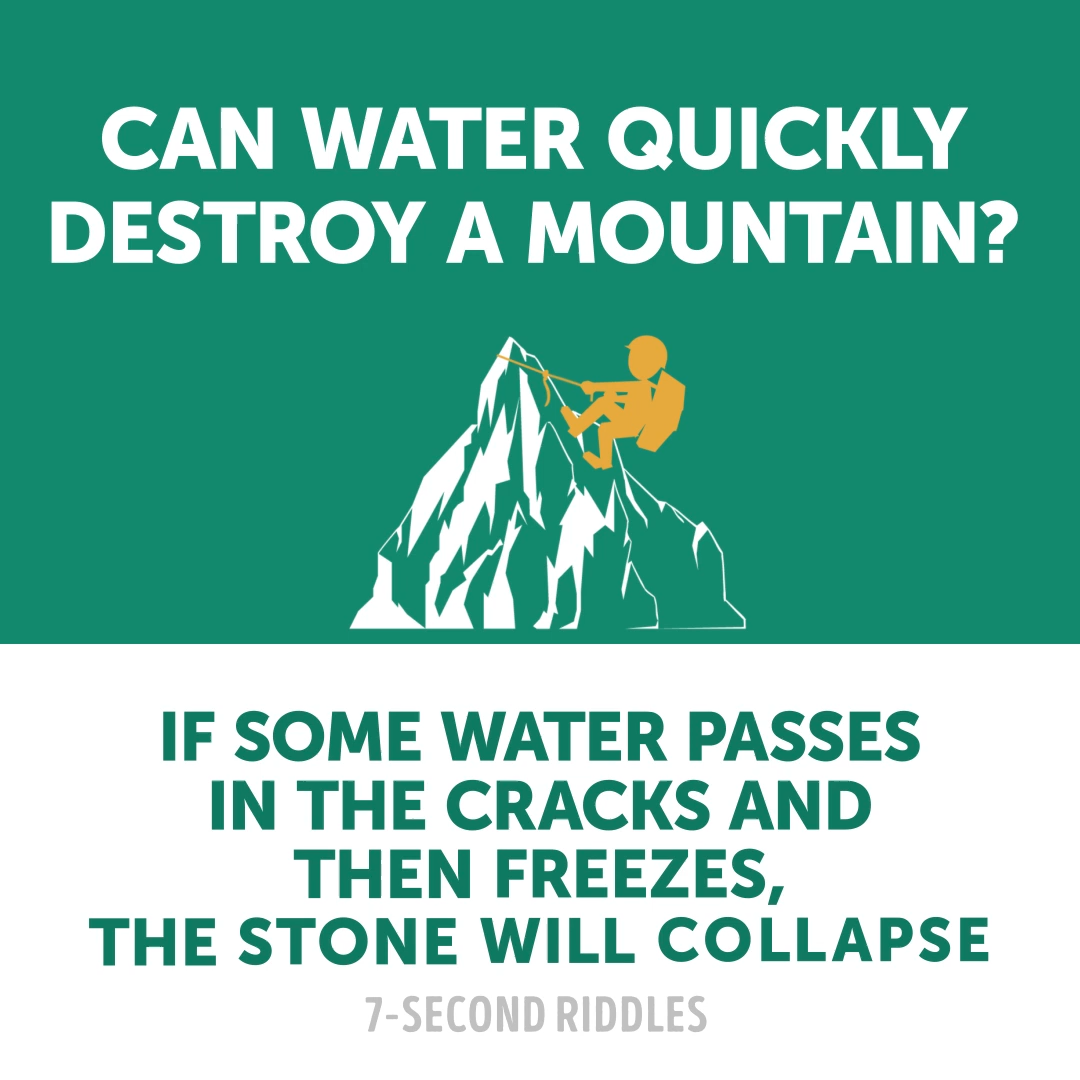 CAN WATER QUICKLY
DESTROY A MOUNTAIN?
IF SOME WATER PASSES
IN THE CRACKS AND
THEN FREEZES,
THE STONE WILL COLLAPSE
7-SECOND RIDDLES